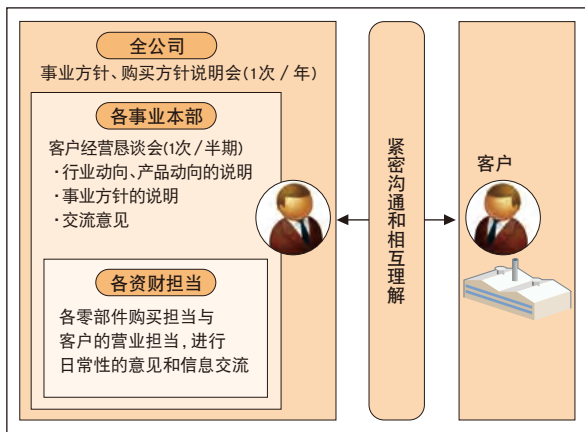 全公司
事业方针、购买方针说明会(1次／年)
各事业本部
客户经营恳谈会(1次／半期)
・行业动向、产品动向的说明
・事业方针的说明
・交流意见
各资财担当
各零部件购买担当与
客户的营业担当，进行
日常性的意见和信息交流
紧密沟通和相互理解
客户